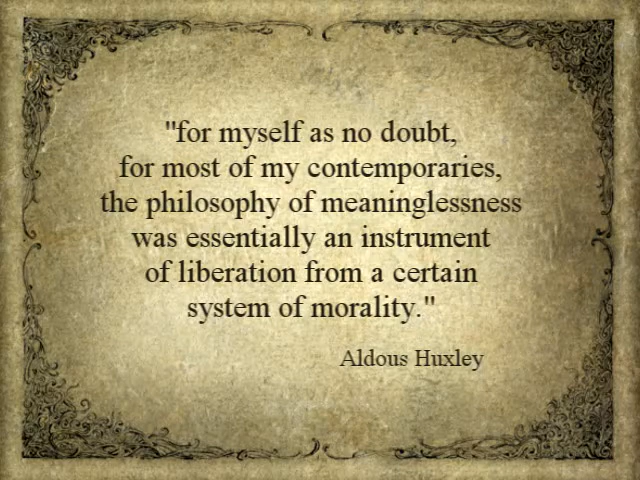 "for myself as no doubt,
for most of my contemporaries,
the philosophy of meaninglessness
was essentially an instrument
of liberation from a certain
system of morality."
Aldous Huxley